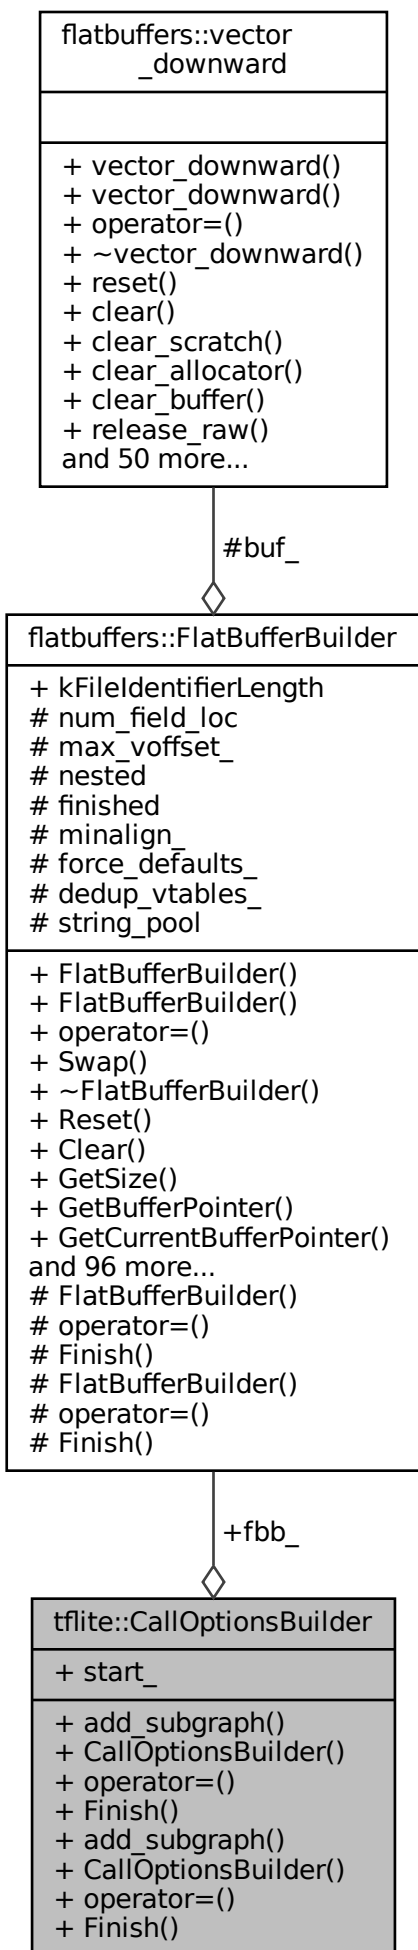 flatbuffers::vector
_downward
+ vector_downward()
+ vector_downward()
+ operator=()
+ ~vector_downward()
+ reset()
+ clear()
+ clear_scratch()
+ clear_allocator()
+ clear_buffer()
+ release_raw()
and 50 more...
#buf_
flatbuffers::FlatBufferBuilder
+ kFileIdentifierLength
# num_field_loc
# max_voffset_
# nested
# finished
# minalign_
# force_defaults_
# dedup_vtables_
# string_pool
+ FlatBufferBuilder()
+ FlatBufferBuilder()
+ operator=()
+ Swap()
+ ~FlatBufferBuilder()
+ Reset()
+ Clear()
+ GetSize()
+ GetBufferPointer()
+ GetCurrentBufferPointer()
and 96 more...
# FlatBufferBuilder()
# operator=()
# Finish()
# FlatBufferBuilder()
# operator=()
# Finish()
+fbb_
tflite::CallOptionsBuilder
+ start_
+ add_subgraph()
+ CallOptionsBuilder()
+ operator=()
+ Finish()
+ add_subgraph()
+ CallOptionsBuilder()
+ operator=()
+ Finish()